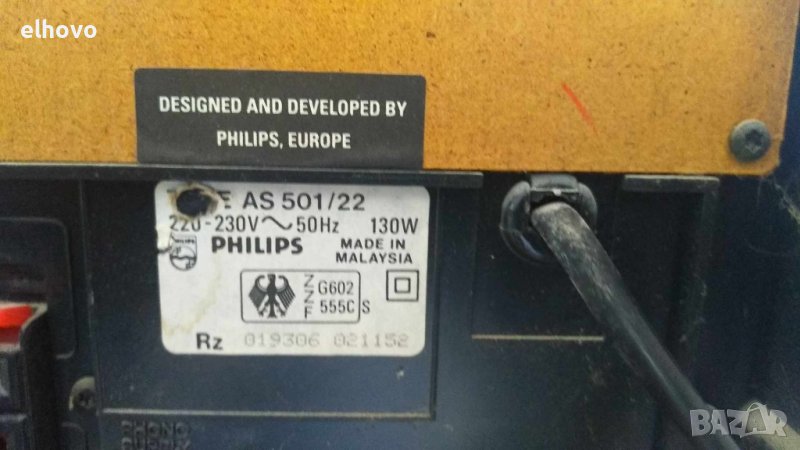 elhovo
DESIGNED AND DEVELOPED BY
PHILIPS, EUROPE
AS 501/22
220-230V~50Hz 130W
PHILIPS MADE IN
MALAYSIA
Z G602
Z
F 555C S
Rz 019306 021152
BAZAR